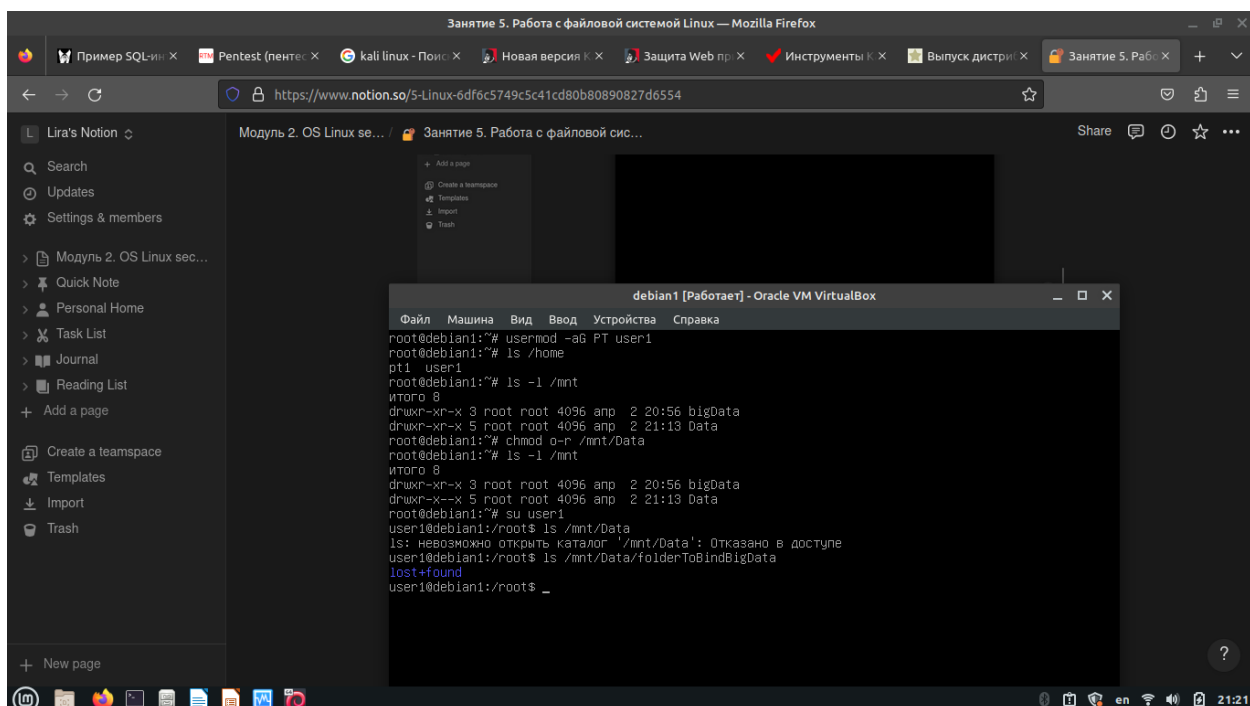 Занятие 5. Работа с файловой системой Linux — Mozilla Firefox
Пример SQL-ин
Pentest (пентес
kali linux - Поис
Новая версия К
Защита Web пр
Инструменты К
Выпуск дистри
Занятие 5. Рабо
https://www.notion.so/5-Linux-6df6c5749c5c41cd80b80890827d6554
L Lira's Notion
Модуль 2. OS Linux se... / Занятие 5. Работа с файловой сис...
Share
Search
Updates
Settings & members
Модуль 2. OS Linux sec...
Quick Note
Personal Home
Task List
Journal
Reading List
+ Add a page
Create a teamspace
Templates
Import
Trash
+ New page
+ Add a page
Create a teamspace
Templates
Import
Trash
debian1 [Работает] - Oracle VM VirtualBox
Файл Машина Вид Ввод Устройства Справка
root@debian1:~# usermod -aG PT user1
root@debian1:~# ls /home
pt1 user1
root@debian1:~# ls -l /mnt
итого 8
drwxr-xr-x 3 root root 4096 апр 2 20:56 bigData
drwxr-xr-x 5 root root 4096 апр 2 21:13 Data
root@debian1:~# chmod o-r /mnt/Data
root@debian1:~# ls -l /mnt
итого 8
drwxr-xr-x 3 root root 4096 апр 2 20:56 bigData
drwxr-x--x 5 root root 4096 апр 2 21:13 Data
root@debian1:~# su user1
user1@debian1:/root$ ls /mnt/Data
ls: невозможно открыть каталог '/mnt/Data': Отказано в доступе
user1@debian1:/root$ ls /mnt/Data/folderToBindBigData
lost+found
user1@debian1:/root$ _
?
en 21:21